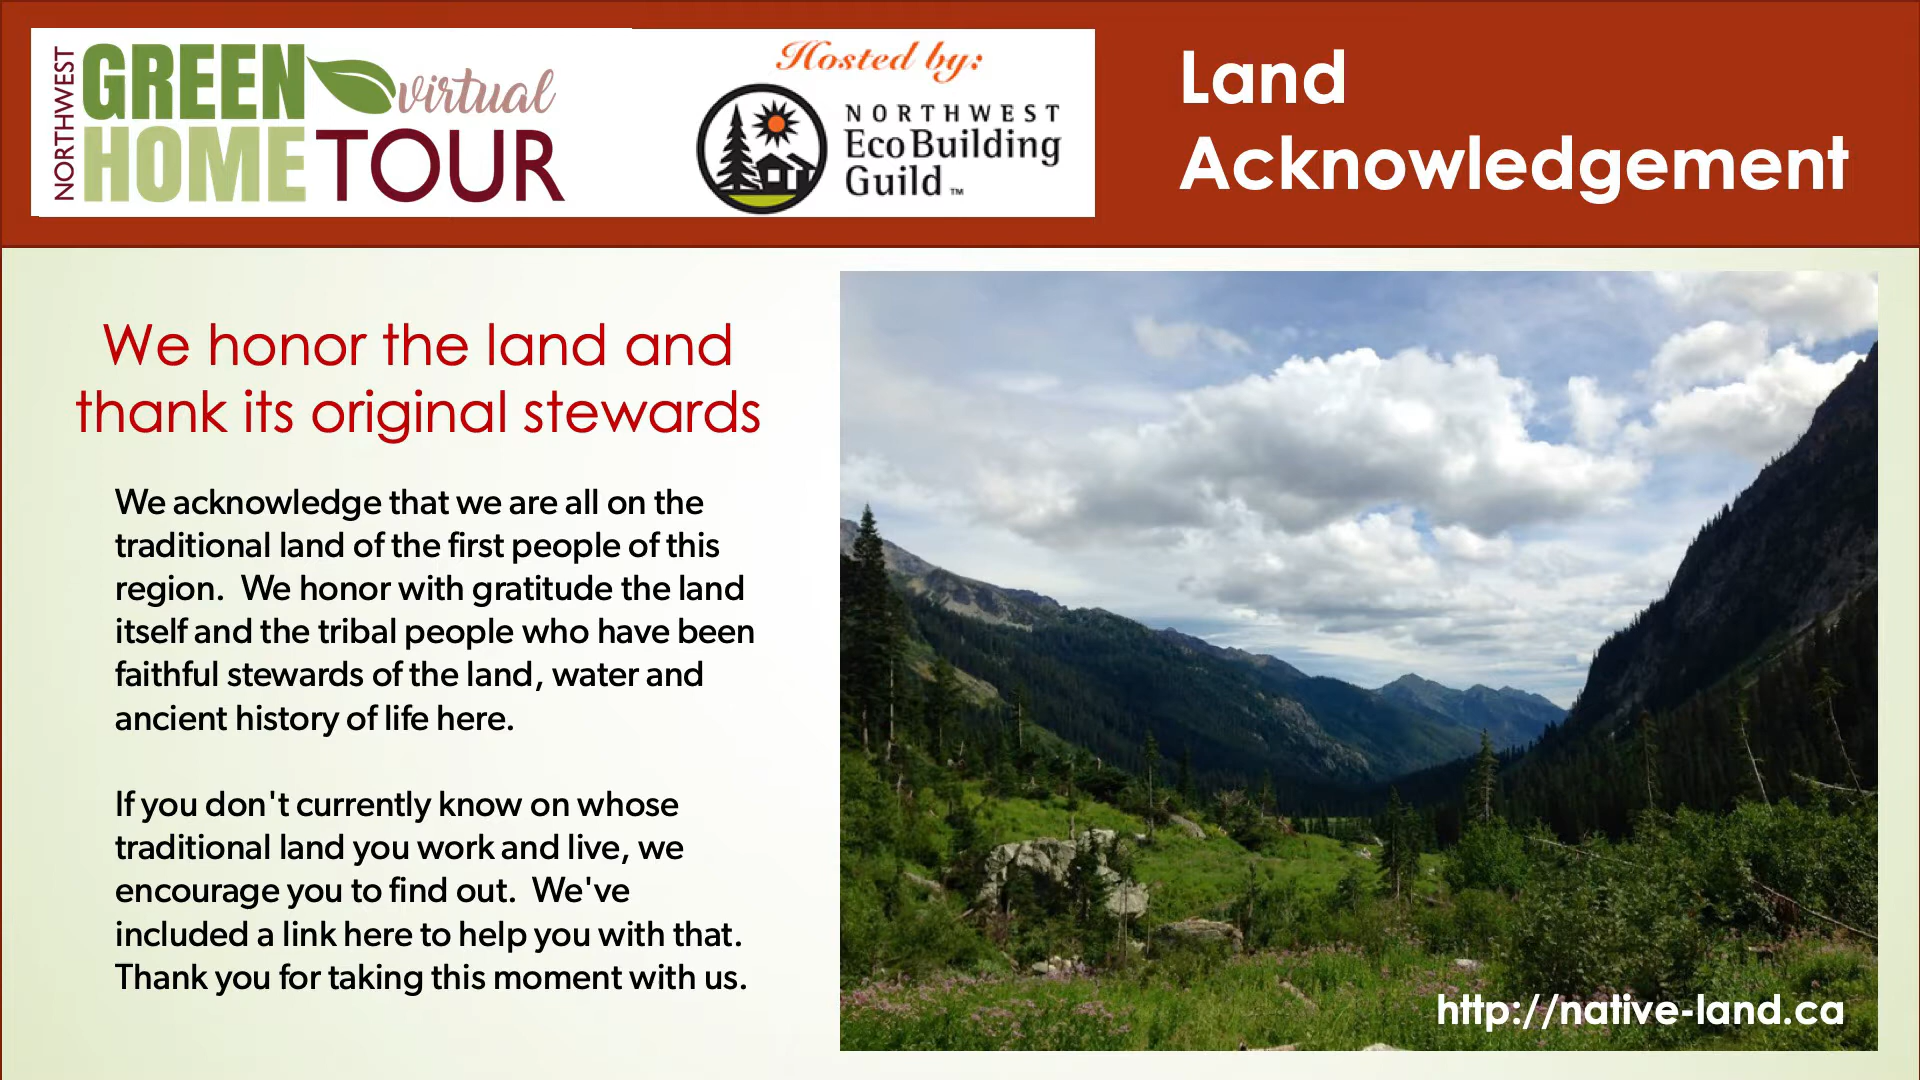 NORTHWEST
GREEN
HOME
virtual
TOUR
Hosted by:
NORTHWEST
EcoBuilding
Guild ™
Land
Acknowledgement
We honor the land and
thank its original stewards
We acknowledge that we are all on the
traditional land of the first people of this
region.  We honor with gratitude the land
itself and the tribal people who have been
faithful stewards of the land, water and
ancient history of life here.
If you don't currently know on whose
traditional land you work and live, we
encourage you to find out.  We've
included a link here to help you with that.
Thank you for taking this moment with us.
http://native-land.ca